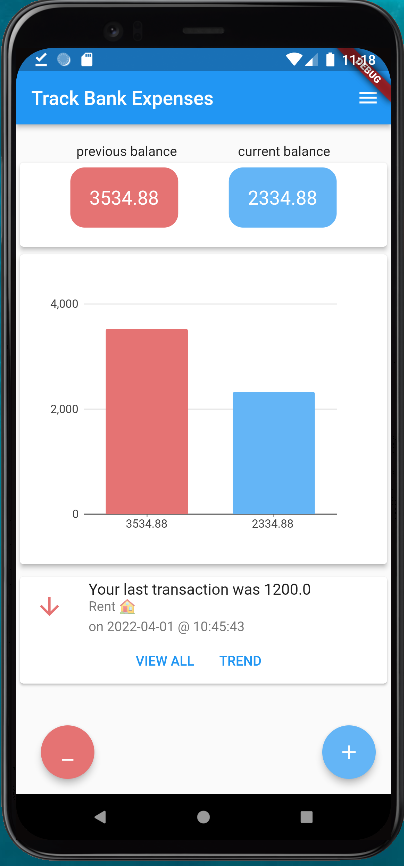 11:18
DEBUG
Track Bank Expenses
previous balance current balance
3534.88 2334.88
4,000
2,000
0
3534.88 2334.88
Your last transaction was 1200.0
Rent 🏠
on 2022-04-01 @ 10:45:43
VIEW ALL TREND
_ +